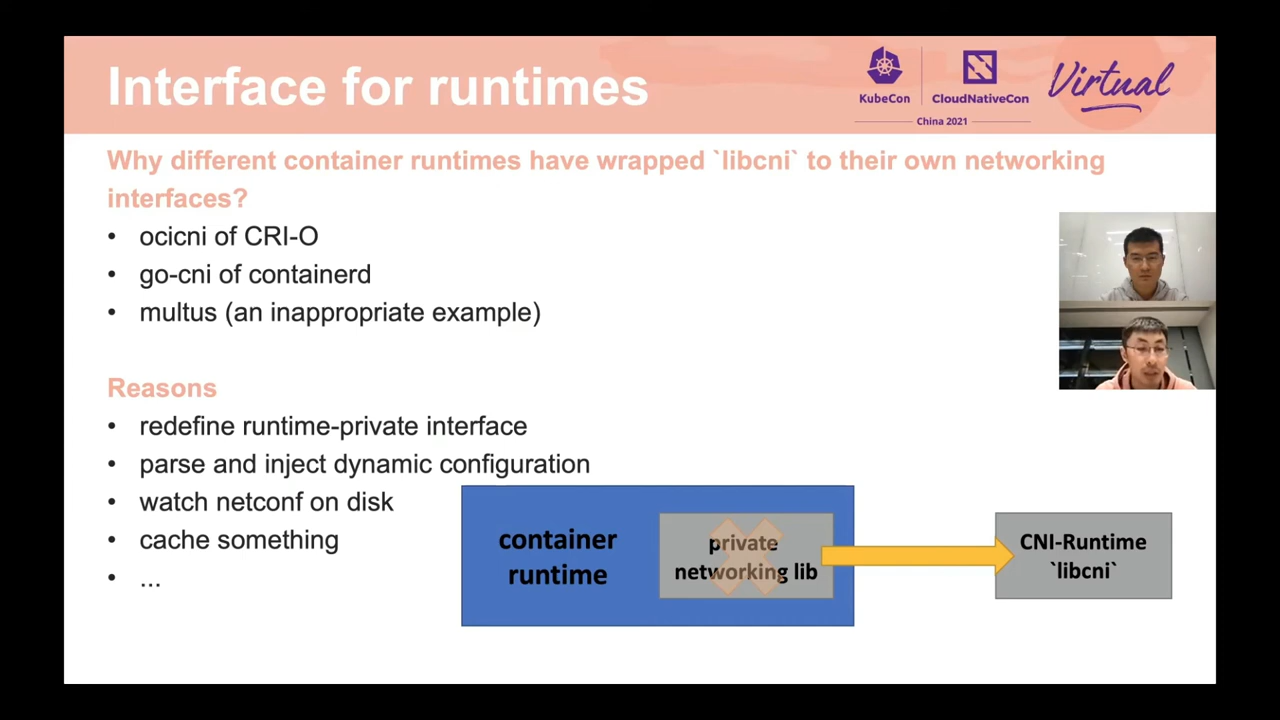 Interface for runtimes
KubeCon
CloudNativeCon
China 2021
Virtual
Why different container runtimes have wrapped `libcni` to their own networking
interfaces?
• ocicni of CRI-O
• go-cni of containerd
• multus (an inappropriate example)
Reasons
• redefine runtime-private interface
• parse and inject dynamic configuration
• watch netconf on disk
• cache something
• ...
container
runtime
private
networking lib
CNI-Runtime
`libcni`